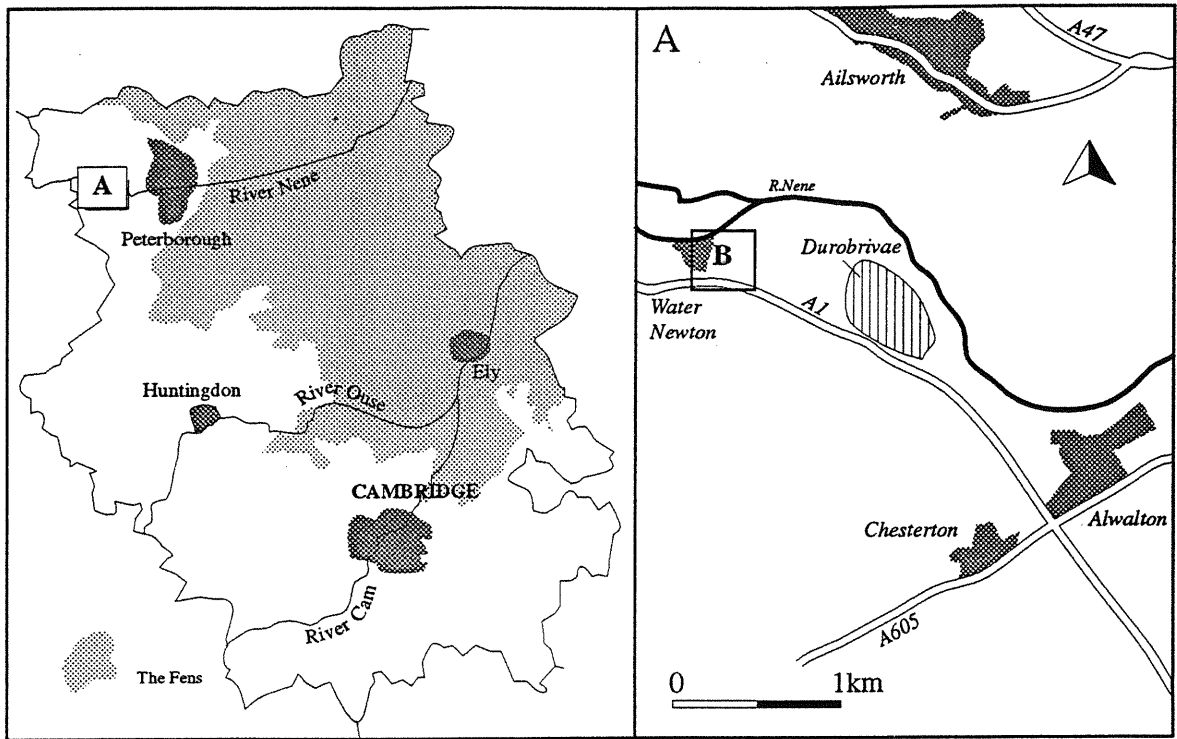 A
River Nene
Peterborough
Huntingdon
River Ouse
Ely
CAMBRIDGE
River Cam
The Fens
A
A47
Ailsworth
R.Nene
B
Durobrivae
Water
Newton
A1
Chesterton
Alwalton
A605
0 1km